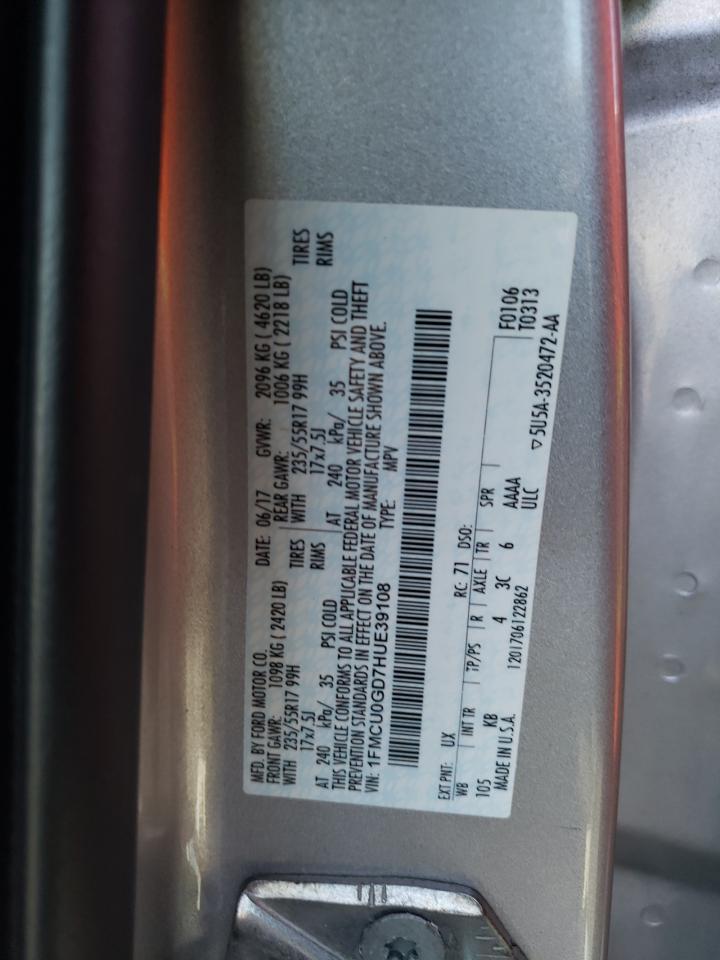 MFD. BY FORD MOTOR CO.
DATE: 06/17 GVWR: 2096 KG ( 4620 LB)
FRONT GAWR: 1098 KG ( 2420 LB)
REAR GAWR: 1006 KG ( 2218 LB)
WITH 235/55R17 99H TIRES
WITH 235/55R17 99H TIRES
17x7.5J RIMS
17x7.5J RIMS
AT 240 kPa/ 35 PSI COLD
AT 240 kPa/ 35 PSI COLD
THIS VEHICLE CONFORMS TO ALL APPLICABLE FEDERAL MOTOR VEHICLE SAFETY AND THEFT
PREVENTION STANDARDS IN EFFECT ON THE DATE OF MANUFACTURE SHOWN ABOVE.
VIN: 1FMCU0GD7HUE39108 TYPE: MPV
EXT PNT: UX RC: 71 DSO:
WB INT TR TP/PS R AXLE TR SPR F0106
105 KB 4 3C 6 AAAA T0313
MADE IN U.S.A. 1201706122862 ULC
▽ 5U5A-3520472-AA